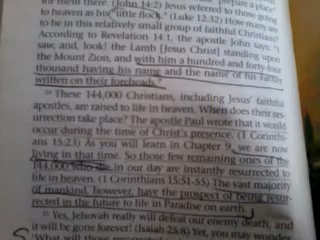 for them there. (John 14:2) Jesus referred to those going
to heaven as his "little flock." (Luke 12:32) How many are
to be in this relatively small group of faithful Christians?
According to Revelation 14:1, the apostle John says: "I
saw, and, look! the Lamb [Jesus Christ] standing upon
the Mount Zion, and with him a hundred and forty-four
thousand having his name and the name of his Father
written on their foreheads."
These 144,000 Christians, including Jesus' faithful
apostles, are raised to life in heaven. When does their res-
urrection take place? The apostle Paul wrote that it would
occur during the time of Christ's presence. (1 Corinthi-
ans 15:23) As you will learn in Chapter 9, we are now
living in that time. So those few remaining ones of the
144,000 who die in our day are instantly resurrected to
life in heaven. (1 Corinthians 15:51-55) The vast majority
of mankind, however, have the prospect of being resur-
rected in the future to life in Paradise on earth.
25 Yes, Jehovah really will defeat our enemy death, and
it will be gone forever! (Isaiah 25:8) Yet, you may wonder,